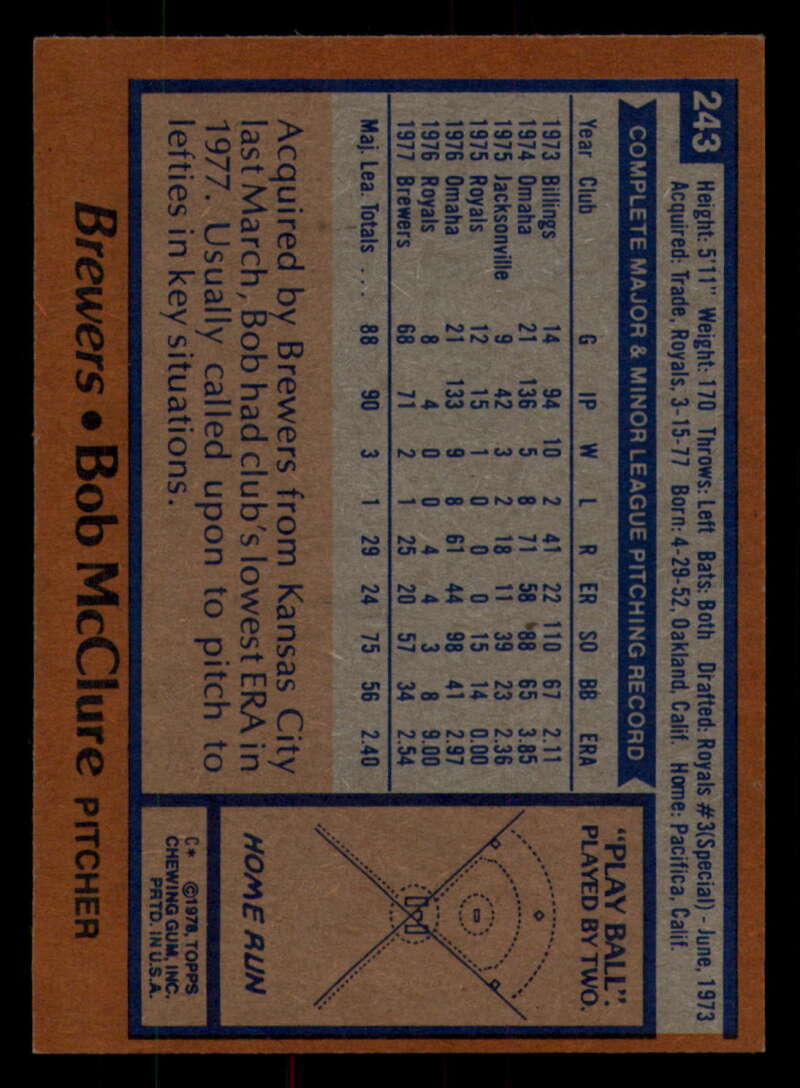 243
Height: 5'11" Weight: 170 Throws: Left Bats: Both Drafted: Royals #3(Special) - June, 1973
Acquired: Trade, Royals, 3-15-77 Born: 4-29-52, Oakland, Calif. Home: Pacifica, Calif.
COMPLETE MAJOR & MINOR LEAGUE PITCHING RECORD
Year Club G IP W L R ER SO BB ERA
1973 Billings 14 94 10 2 41 22 110 67 2.11
1974 Omaha 21 136 5 8 71 58 88 65 3.85
1975 Jacksonville 9 42 3 2 18 11 39 23 2.36
1975 Royals 12 15 1 0 0 0 15 14 0.00
1976 Omaha 21 133 9 8 61 44 98 41 2.97
1976 Royals 8 4 0 0 4 4 3 8 9.00
1977 Brewers 68 71 2 1 25 20 57 34 2.54
Maj. Lea. Totals ... 88 90 3 1 29 24 75 56 2.40
Acquired by Brewers from Kansas City
last March, Bob had club's lowest ERA in
1977. Usually called upon to pitch to
lefties in key situations.
"PLAY BALL".
PLAYED BY TWO.
HOME RUN
C* ©1978, TOPPS
CHEWING GUM, INC.
PRTD. IN U.S.A.
Brewers • Bob McClure PITCHER